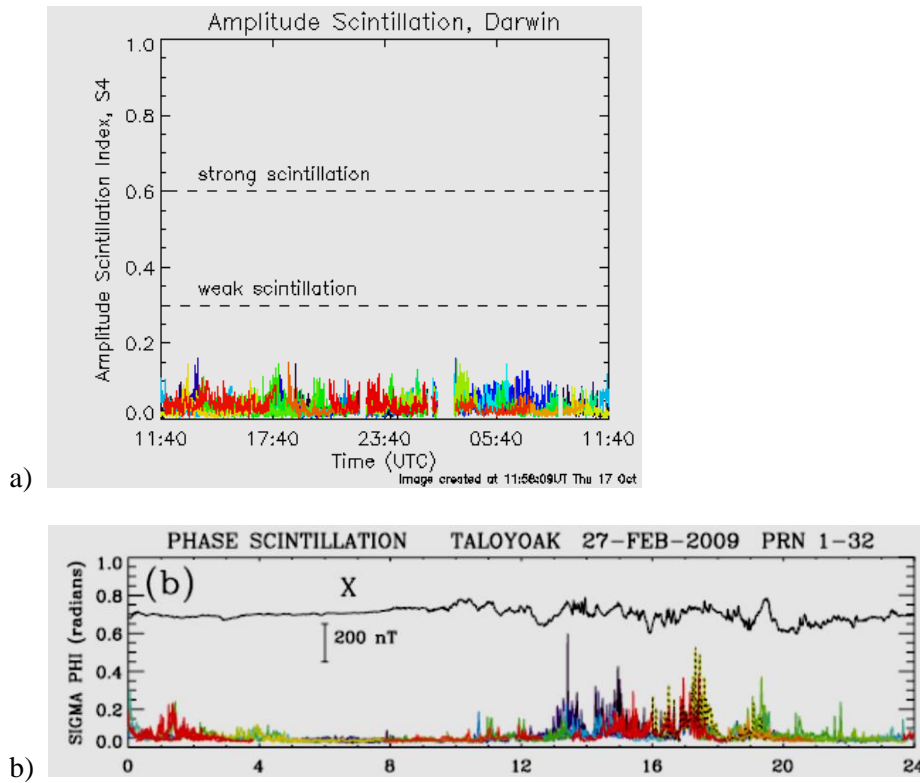 Amplitude Scintillation, Darwin
Amplitude Scintillation Index, S4
1.0
0.8
strong scintillation
0.6
0.4
weak scintillation
0.2
0.0
11:40 17:40 23:40 05:40 11:40
Time (UTC)
Image created at 11:58:09UT Thu 17 Oct
a)
PHASE SCINTILLATION TALOYOAK 27-FEB-2009 PRN 1-32
SIGMA PHI (radians)
1.0
(b) X
0.8
0.6
200 nT
0.4
0.2
0.0
0 4 8 12 16 20 24
b)